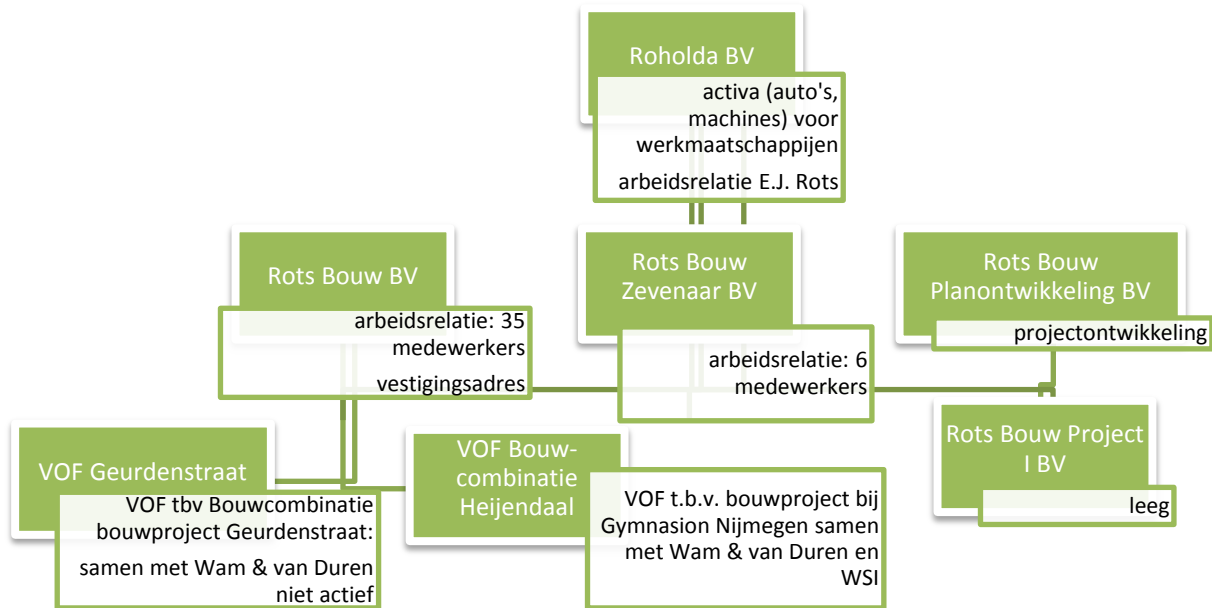 Roholda BV
activa (auto's,
machines) voor
werkmaatschappijen
arbeidsrelatie E.J. Rots
Rots Bouw BV
arbeidsrelatie: 35
medewerkers
vestigingsadres
Rots Bouw
Zevenaar BV
arbeidsrelatie: 6
medewerkers
Rots Bouw
Planontwikkeling BV
projectontwikkeling
VOF Geurdenstraat
VOF tbv Bouwcombinatie
bouwproject Geurdenstraat:
samen met Wam & van Duren
niet actief
VOF Bouw-
combinatie
Heijendaal
VOF t.b.v. bouwproject bij
Gymnasion Nijmegen samen
met Wam & van Duren en
WSI
Rots Bouw Project
I BV
leeg